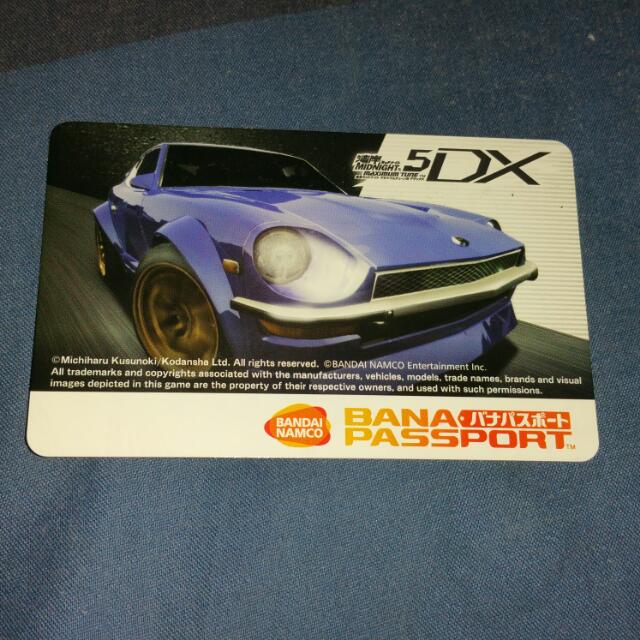 湾岸
MIDNIGHT
MAXIMUM TUNE 5DX
©Michiharu Kusunoki/Kodansha Ltd. All rights reserved. ©BANDAI NAMCO Entertainment Inc.
All trademarks and copyrights associated with the manufacturers, vehicles, models, trade names, brands and visual
images depicted in this game are the property of their respective owners, and used with such permissions.
BANDAI
NAMCO
BANA バナパスポート
PASSPORT™